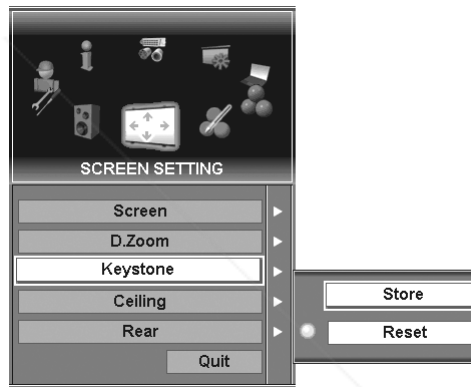 SCREEN SETTING
Screen
D.Zoom
Keystone
Ceiling
Rear
Quit
Store
Reset